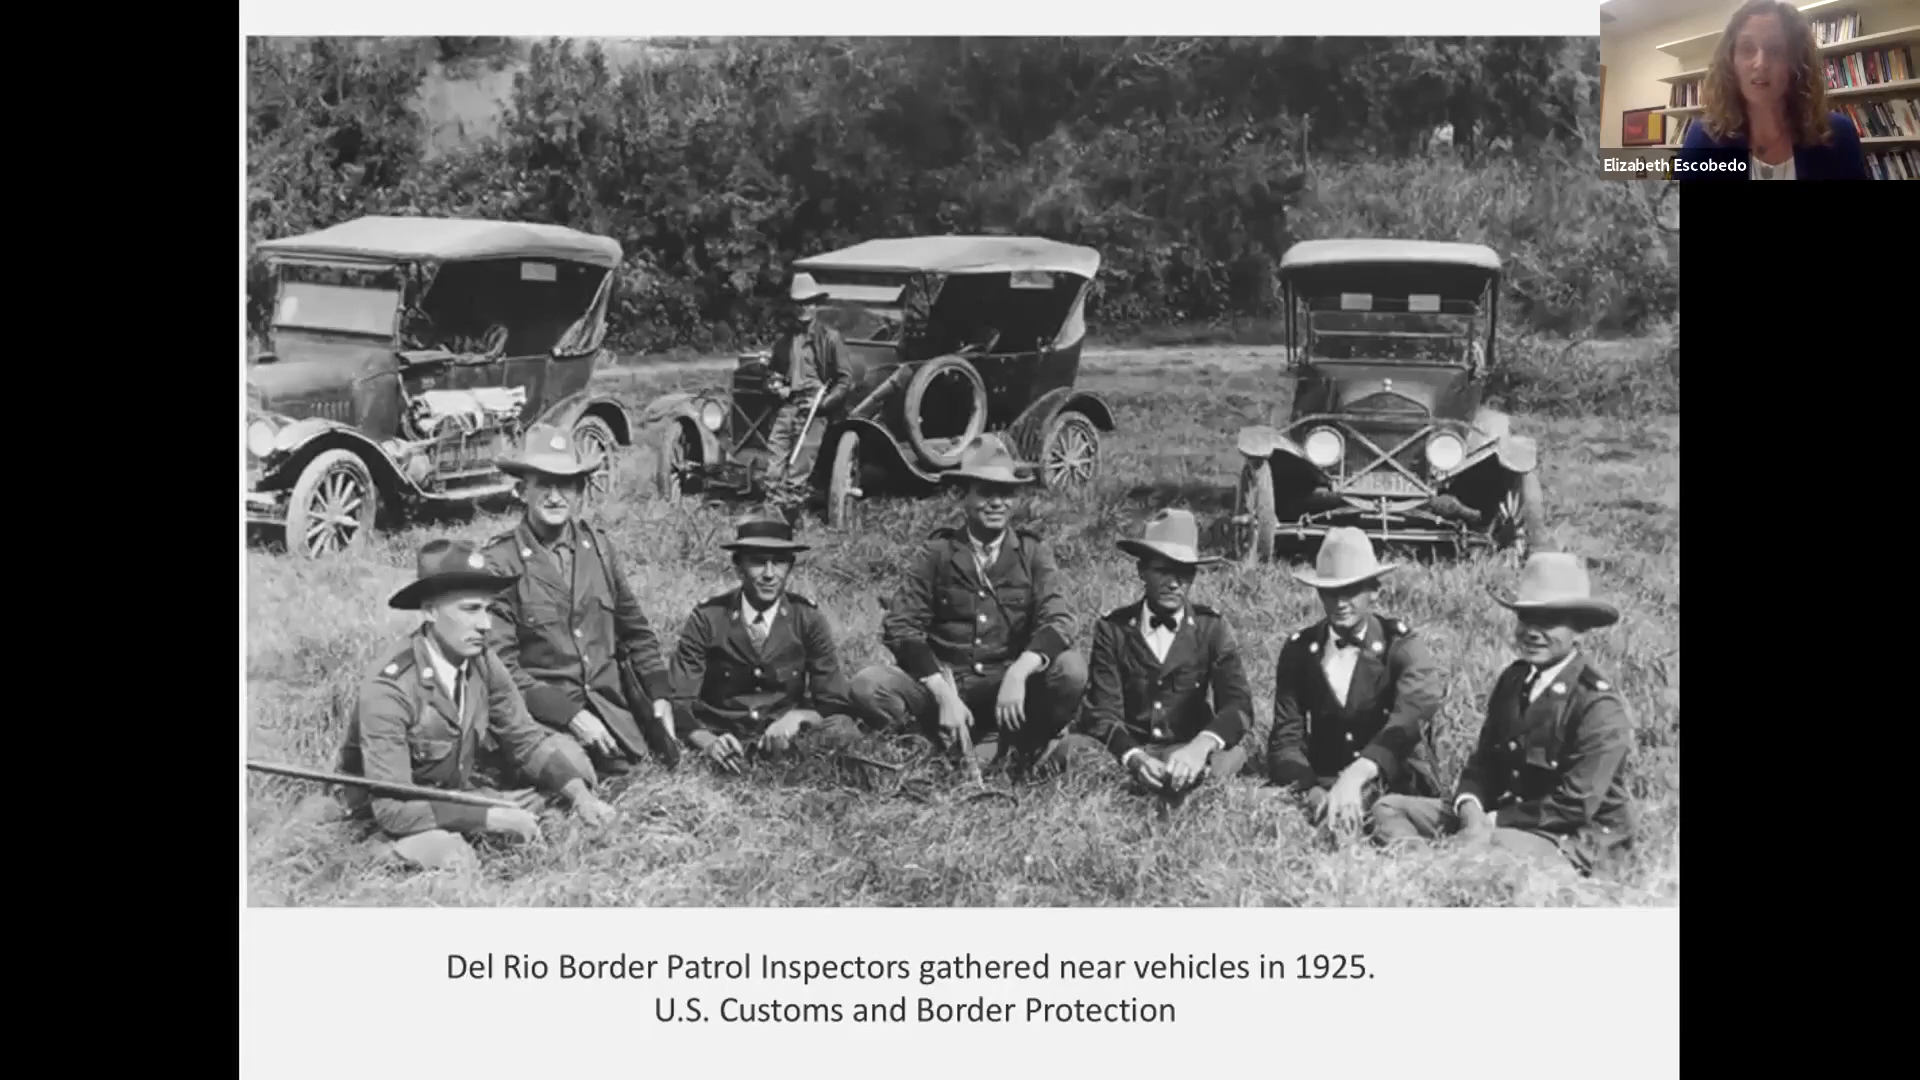 Elizabeth Escobedo
Del Rio Border Patrol Inspectors gathered near vehicles in 1925.
U.S. Customs and Border Protection